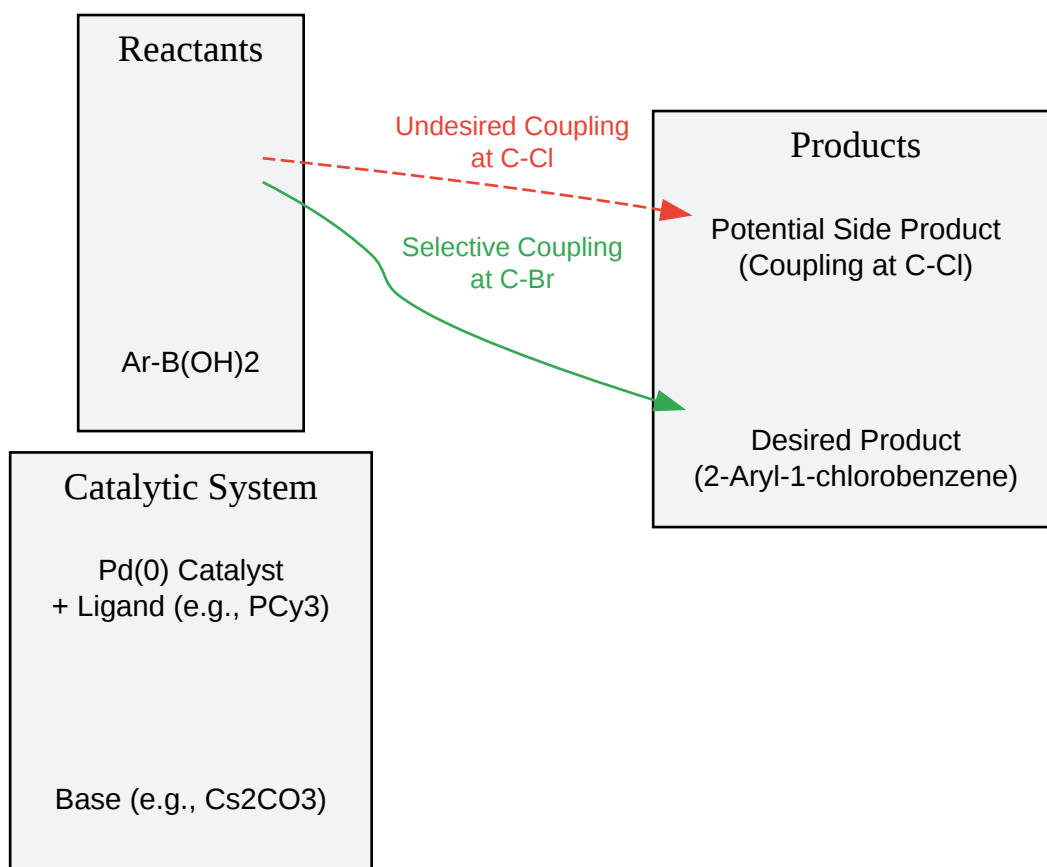 Reactants
Ar-B(OH)2
Undesired Coupling
at C-Cl
Selective Coupling
at C-Br
Products
Potential Side Product
(Coupling at C-Cl)
Desired Product
(2-Aryl-1-chlorobenzene)
Catalytic System
Pd(0) Catalyst
+ Ligand (e.g., PCy3)
Base (e.g., Cs2CO3)